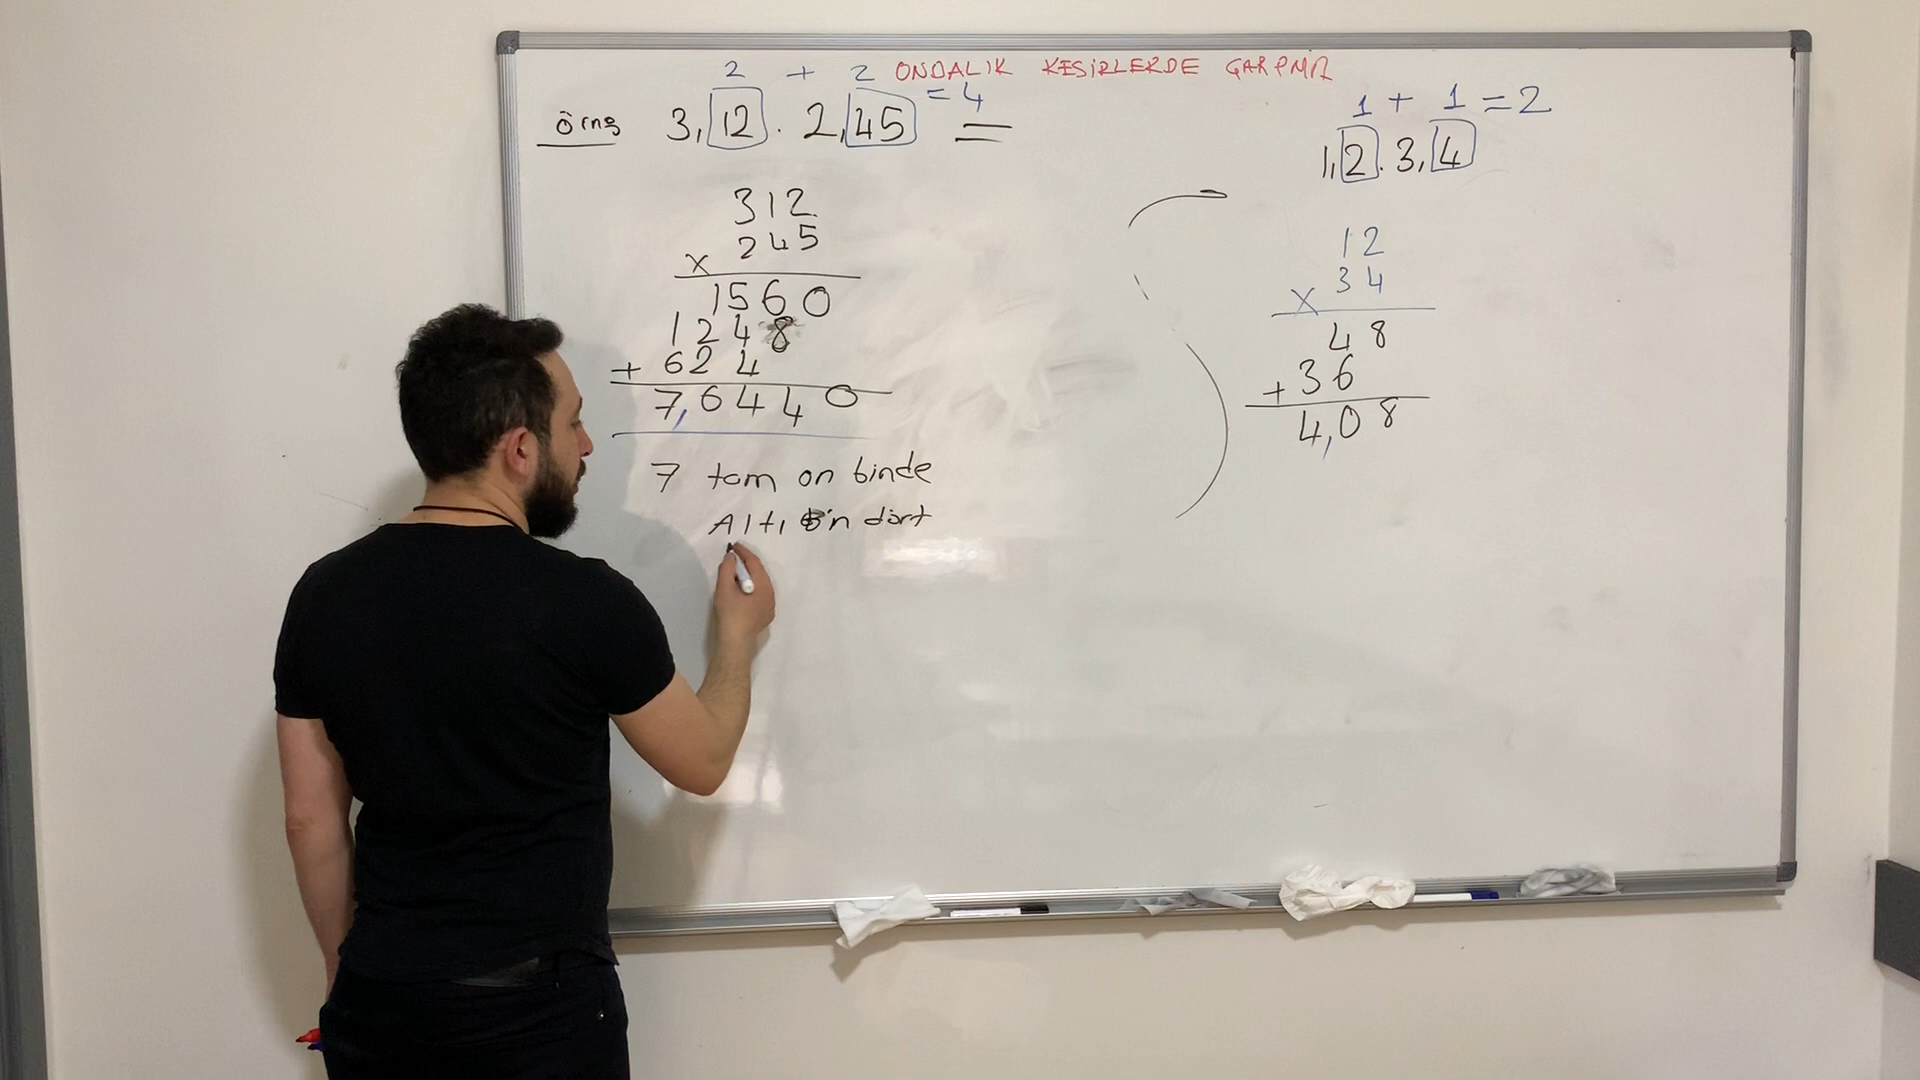 ONDALIK KESİRLERDE ÇARPMA
2 + 2 = 4
Örnş 3,12 . 2,45 =
312
x 245
1560
1248
+ 624
7,6440
7 tam on binde
Altı Bin dört
1 + 1 = 2
1,2 . 3,4
12
x 34
48
+ 36
4,08